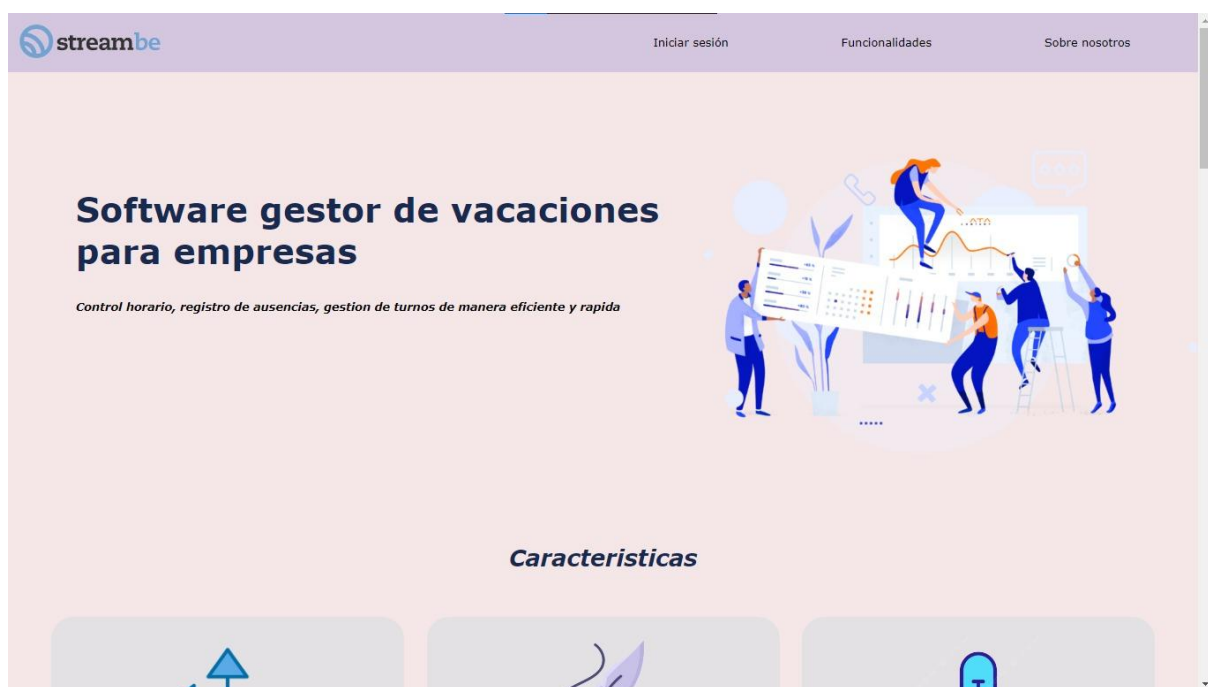 streambe
Iniciar sesión
Funcionalidades
Sobre nosotros
Software gestor de vacaciones
para empresas
Control horario, registro de ausencias, gestion de turnos de manera eficiente y rapida
Caracteristicas